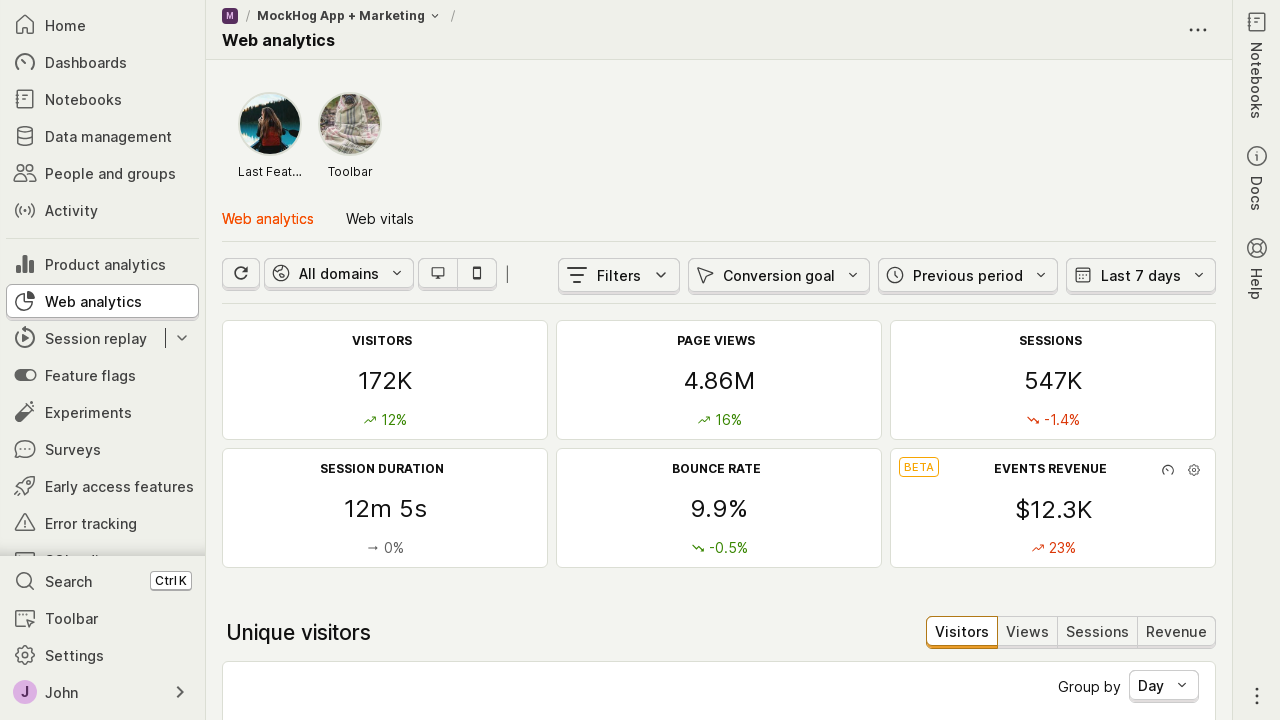 Home
Dashboards
Notebooks
Data management
People and groups
Activity
Product analytics
Web analytics
Session replay
Feature flags
Experiments
Surveys
Early access features
Error tracking
Search
Ctrl K
Toolbar
Settings
J John
M / MockHog App + Marketing /
Web analytics
Last Feat...
Toolbar
Web analytics
Web vitals
All domains
Filters
Conversion goal
Previous period
Last 7 days
VISITORS
172K
12%
PAGE VIEWS
4.86M
16%
SESSIONS
547K
-1.4%
SESSION DURATION
12m 5s
0%
BOUNCE RATE
9.9%
-0.5%
BETA
EVENTS REVENUE
$12.3K
23%
Unique visitors
Visitors
Views
Sessions
Revenue
Group by
Day
Notebooks
Docs
Help